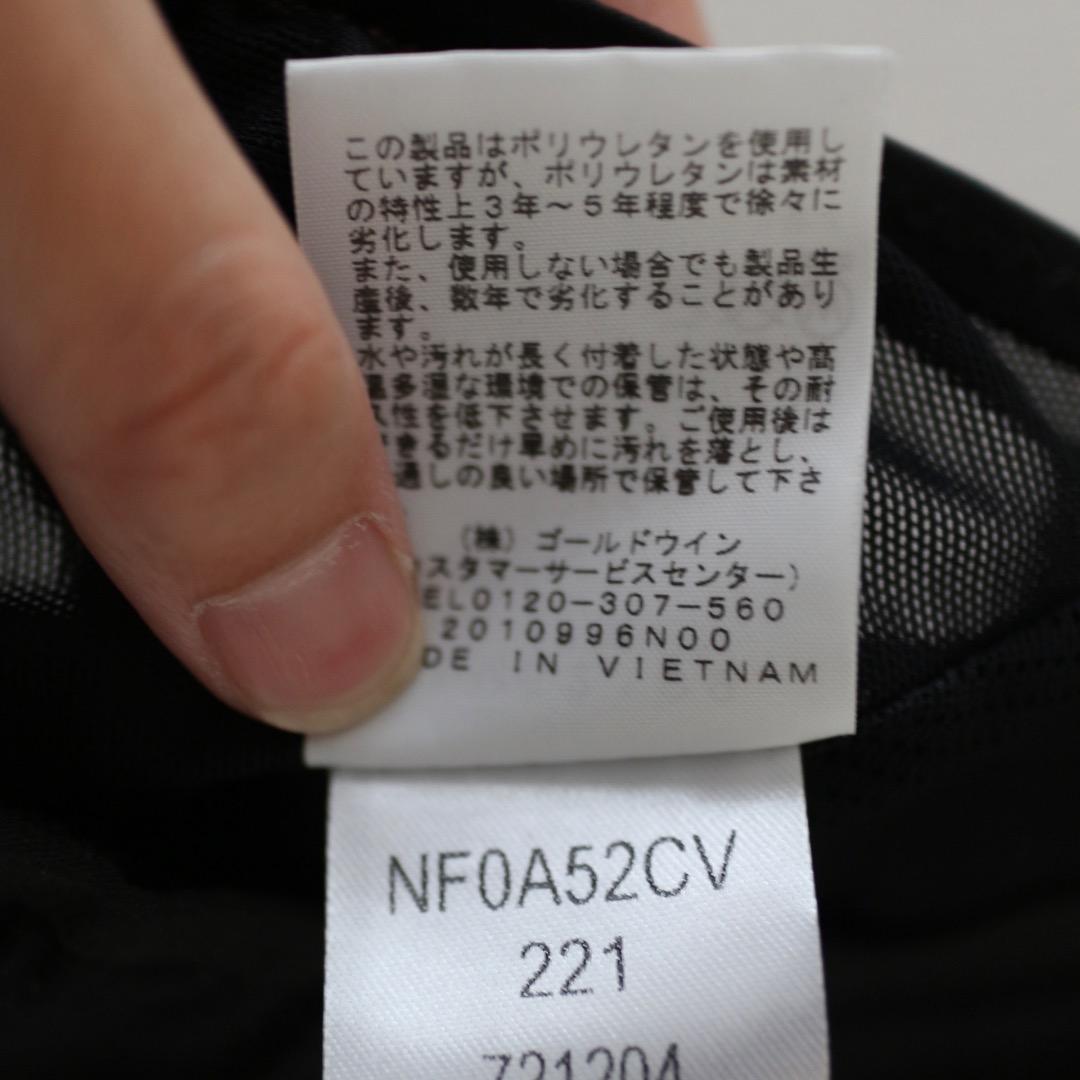 この製品はポリウレタンを使用し
ていますが、ポリウレタンは素材
の特性上3年～5年程度で徐々に
劣化します。
また、使用しない場合でも製品生
産後、数年で劣化することがあり
ます。
水や汚れが長く付着した状態や高
多湿な環境での保管は、その耐
性を低下させます。ご使用後は
きるだけ早めに汚れを落とし、
通しの良い場所で保管して下さ
(株) ゴールドウイン
スタマーサービスセンター)
EL0120-307-560
2010996N00
DE IN VIETNAM
NF0A52CV
221
721204